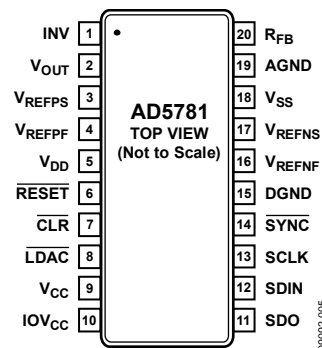 INV 1
VOUT 2
VREFPS 3
VREFPF 4
VDD 5
RESET 6
CLR 7
LDAC 8
VCC 9
IOVCC 10
AD5781
TOP VIEW
(Not to Scale)
20 RFB
19 AGND
18 VSS
17 VREFNS
16 VREFNF
15 DGND
14 SYNC
13 SCLK
12 SDIN
11 SDO